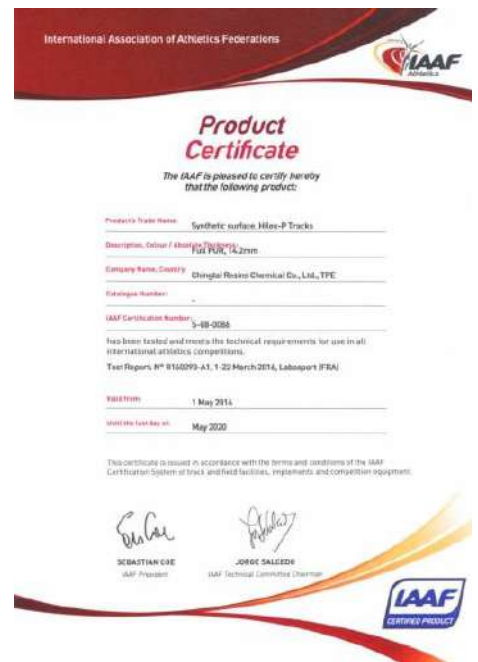 International Association of Athletics Federations
IAAF
Athletics
Product
Certificate
The IAAF is pleased to certify hereby
that the following product:
Product's Trade Name:
Synthetic surface, Hilex-P Tracks
Description, Colour / Absolute Thickness:
Full PUR, 14.2mm
Company Name, Country
Chingtai Resins Chemical Co., Ltd., TPE
Catalogue Number:
-
IAAF Certification Number:
S-08-0086
has been tested and meets the technical requirements for use in all
international athletics competitions.
Test Report N° R160293-A1, 1-22 March 2016, Labosport (FRA)
Valid from:
1 May 2016
Until the last day of:
May 2020
This certificate is issued in accordance with the terms and conditions of the IAAF
Certification System of track and field facilities, implements and competition equipment.
SEBASTIAN COE
JORGE SALCEDO
IAAF President
IAAF Technical Committee Chairman
IAAF
CERTIFIED PRODUCT